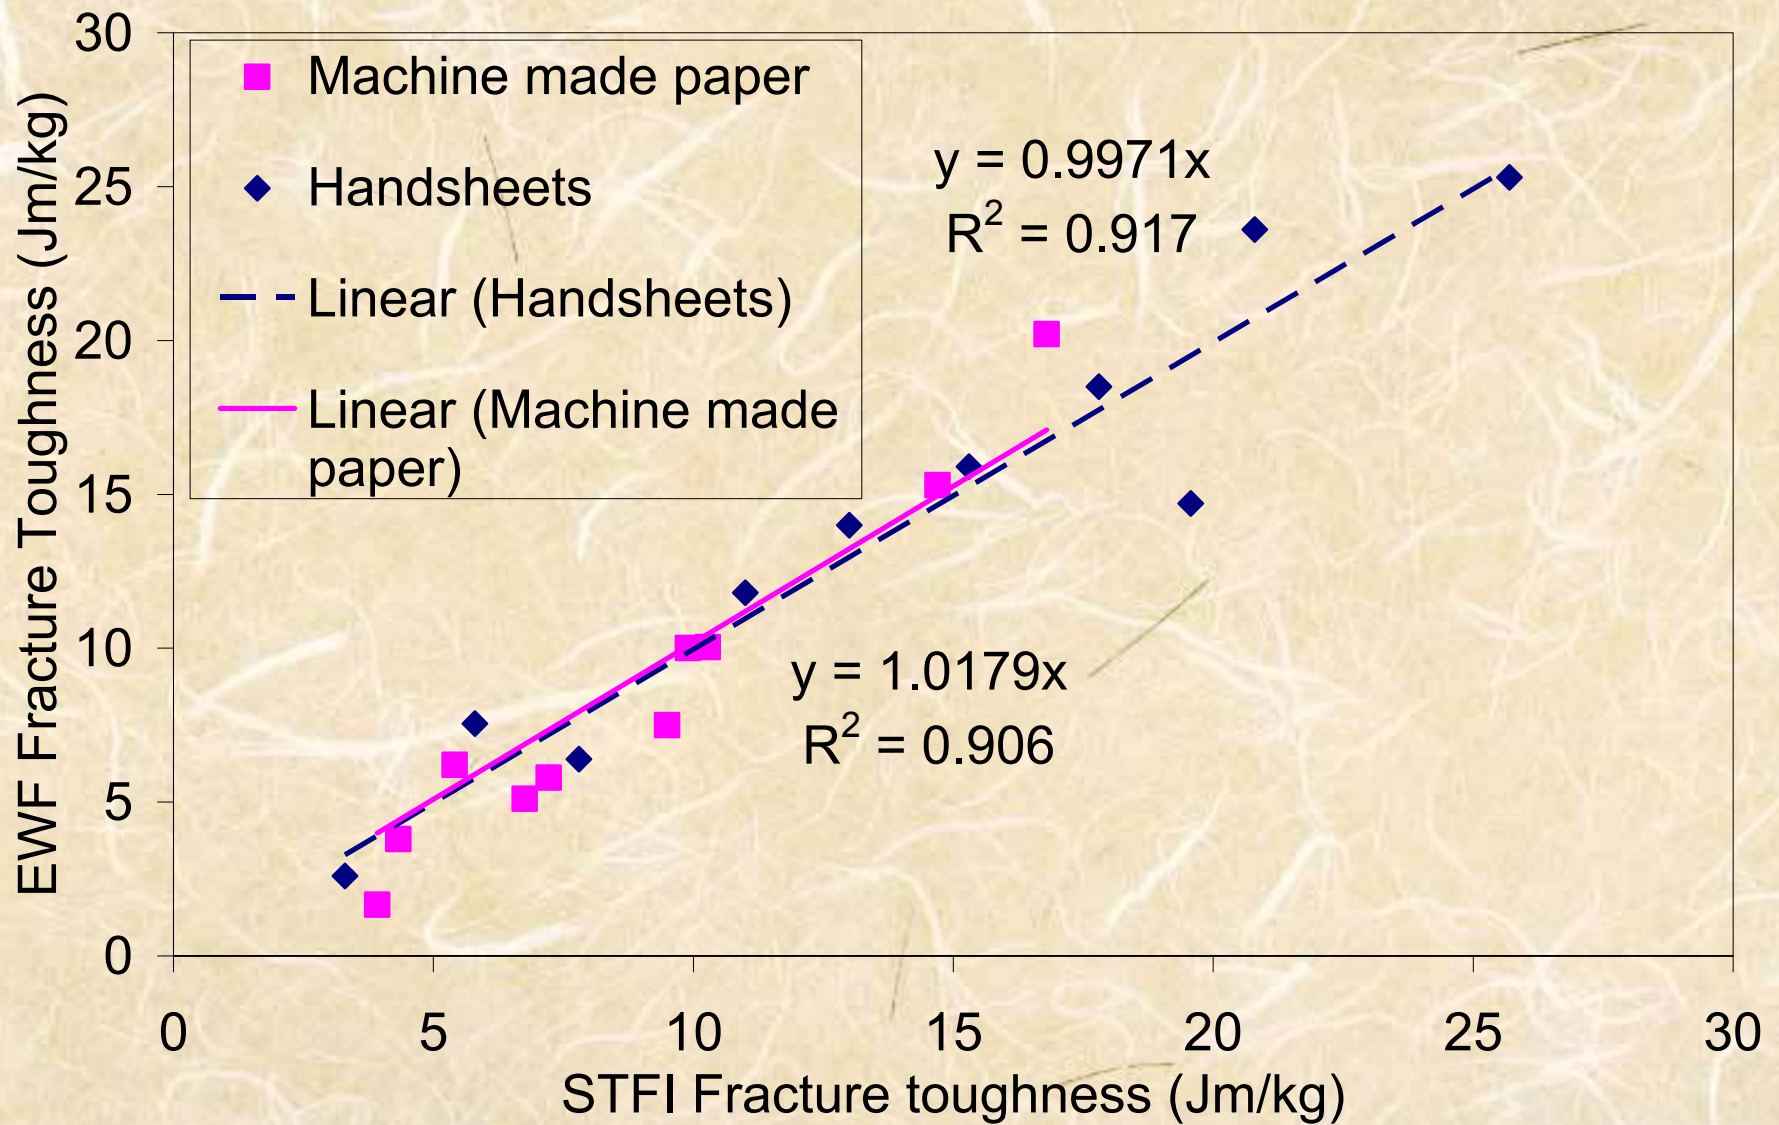 30
25
20
15
10
5
0
EWF Fracture Toughness (Jm/kg)
Machine made paper
Handsheets
Linear (Handsheets)
Linear (Machine made
paper)
y = 0.9971x
R² = 0.917
y = 1.0179x
R² = 0.906
0 5 10 15 20 25 30
STFI Fracture toughness (Jm/kg)